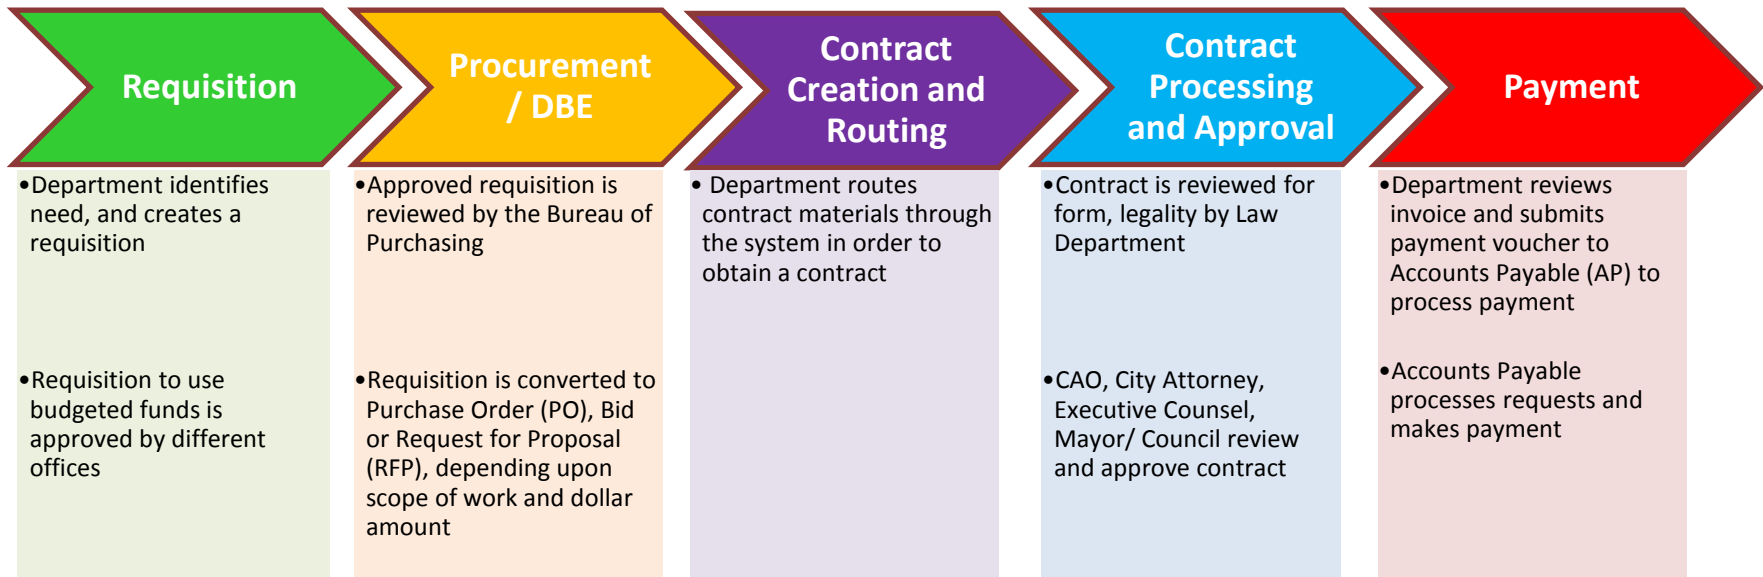 Requisition
•Department identifies
need, and creates a
requisition
•Requisition to use
budgeted funds is
approved by different
offices
Procurement
/ DBE
•Approved requisition is
reviewed by the Bureau of
Purchasing
•Requisition is converted to
Purchase Order (PO), Bid
or Request for Proposal
(RFP), depending upon
scope of work and dollar
amount
Contract
Creation and
Routing
• Department routes
contract materials through
the system in order to
obtain a contract
Contract
Processing
and Approval
•Contract is reviewed for
form, legality by Law
Department
•CAO, City Attorney,
Executive Counsel,
Mayor/ Council review
and approve contract
Payment
•Department reviews
invoice and submits
payment voucher to
Accounts Payable (AP) to
process payment
•Accounts Payable
processes requests and
makes payment